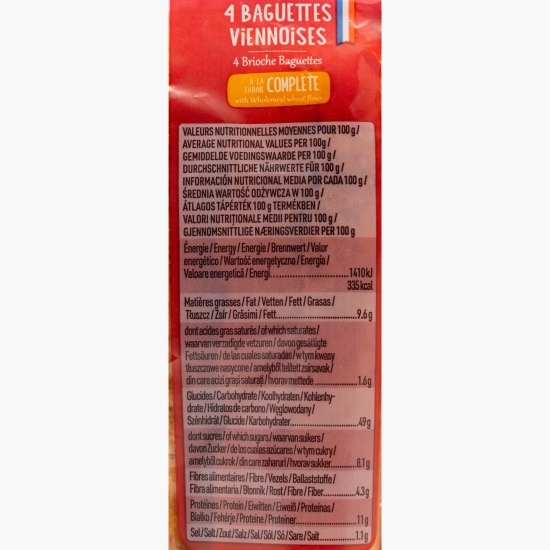 4 BAGUETTES
VIENNOISES
4 Brioche Baguettes
À LA
FARINE COMPLÈTE
with Wholemeal wheat flour
VALEURS NUTRITIONNELLES MOYENNES POUR 100 g /
AVERAGE NUTRITIONAL VALUES PER 100g /
GEMIDDELDE VOEDINGSWAARDE PER 100 g /
DURCHSCHNITTLICHE NÄHRWERTE FÜR 100 g /
INFORMACIÓN NUTRICIONAL MEDIA POR CADA 100 g /
ŚREDNIA WARTOŚĆ ODŻYWCZA W 100 g /
ÁTLAGOS TÁPÉRTÉK 100 g TERMÉKBEN /
VALORI NUTRIȚIONALE MEDII PENTRU 100 g /
GJENNOMSNITTLIGE NÆRINGSVERDIER PER 100 g
Énergie / Energy / Energie / Brennwert / Valor
energético / Wartość energetyczna / Energia /
Valoare energetică / Energi.....................1410 kJ
335 kcal
Matières grasses / Fat / Vetten / Fett / Grasas /
Tłuszcz / Zsír / Grăsimi / Fett.....................9.6 g
dont acides gras saturés / of which saturates /
waarvan verzadigde vetzuren / davon gesättigte
Fettsäuren / de las cuales saturadas / w tym kwasy
tłuszczowe nasycone / amelyből telített zsírsavak /
din care acizi grași saturați / hvorav mettede.....................1.6 g
Glucides / Carbohydrate / Koolhydraten / Kohlenhy-
drate / Hidratos de carbono / Węglowodany /
Szénhidrát / Glucide / Karbohydrater.....................49 g
dont sucres / of which sugars / waarvan suikers /
davon Zucker / de los cuales azúcares / w tym cukry /
amelyből cukrok / din care zaharuri / hvorav sukker.....................8.1 g
Fibres alimentaires / Fibre / Vezels / Ballaststoffe /
Fibra alimentaria / Błonnik / Rost / Fibre / Fiber.....................4.3 g
Protéines / Protein / Eiwitten / Eiweiß / Proteínas /
Białko / Fehérje / Proteine / Proteiner.....................11 g
Sel / Salt / Zout / Salz / Sal / Sól / Só / Sare / Salt.....................1.1 g